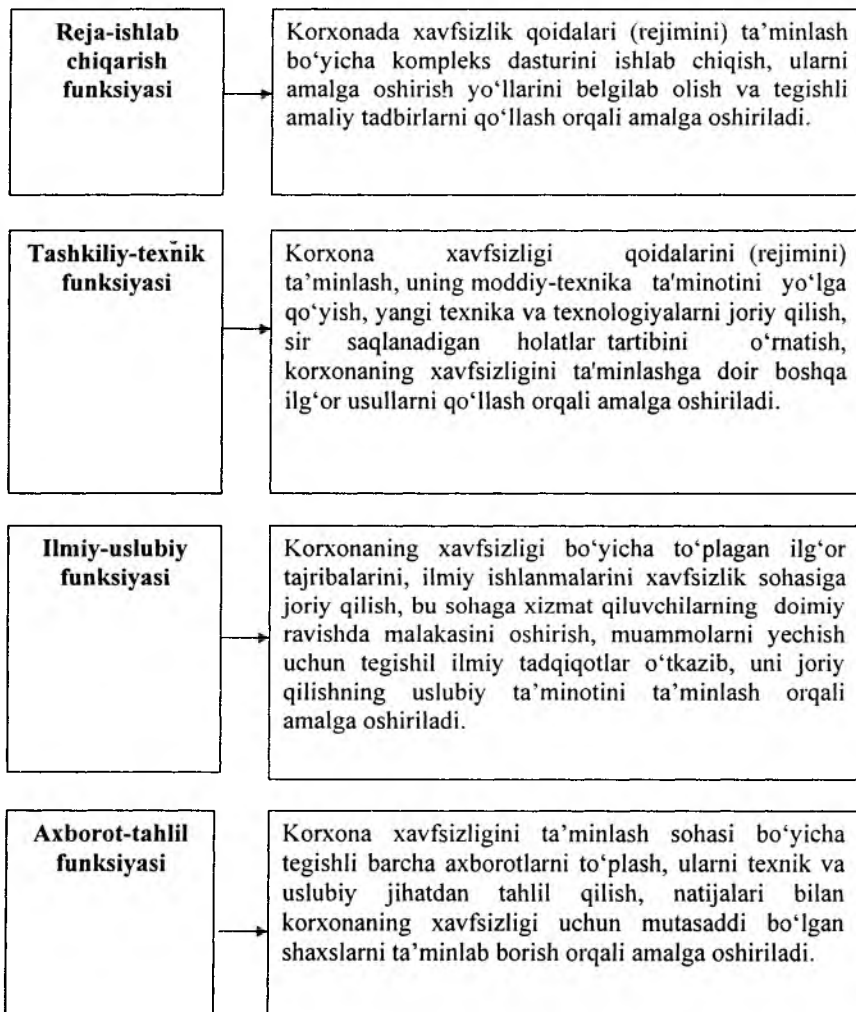 Reja-ishlab
chiqarish
funksiyasi
Korxonada xavfsizlik qoidalari (rejimini) ta’minlash
bo‘yicha kompleks dasturini ishlab chiqish, ularni
amalga oshirish yo‘llarini belgilab olish va tegishli
amaliy tadbirlarni qo‘llash orqali amalga oshiriladi.
Tashkiliy-texnik
funksiyasi
Korxona xavfsizligi qoidalarini (rejimini)
ta’minlash, uning moddiy-texnika ta'minotini yo‘lga
qo‘yish, yangi texnika va texnologiyalarni joriy qilish,
sir saqlanadigan holatlar tartibini o‘rnatish,
korxonaning xavfsizligini ta'minlashga doir boshqa
ilg‘or usullarni qo‘llash orqali amalga oshiriladi.
Ilmiy-uslubiy
funksiyasi
Korxonaning xavfsizligi bo‘yicha to‘plagan ilg‘or
tajribalarini, ilmiy ishlanmalarini xavfsizlik sohasiga
joriy qilish, bu sohaga xizmat qiluvchilarning doimiy
ravishda malakasini oshirish, muammolarni yechish
uchun tegishil ilmiy tadqiqotlar o‘tkazib, uni joriy
qilishning uslubiy ta’minotini ta’minlash orqali
amalga oshiriladi.
Axborot-tahlil
funksiyasi
Korxona xavfsizligini ta’minlash sohasi bo‘yicha
tegishli barcha axborotlarni to‘plash, ularni texnik va
uslubiy jihatdan tahlil qilish, natijalari bilan
korxonaning xavfsizligi uchun mutasaddi bo‘lgan
shaxslarni ta’minlab borish orqali amalga oshiriladi.